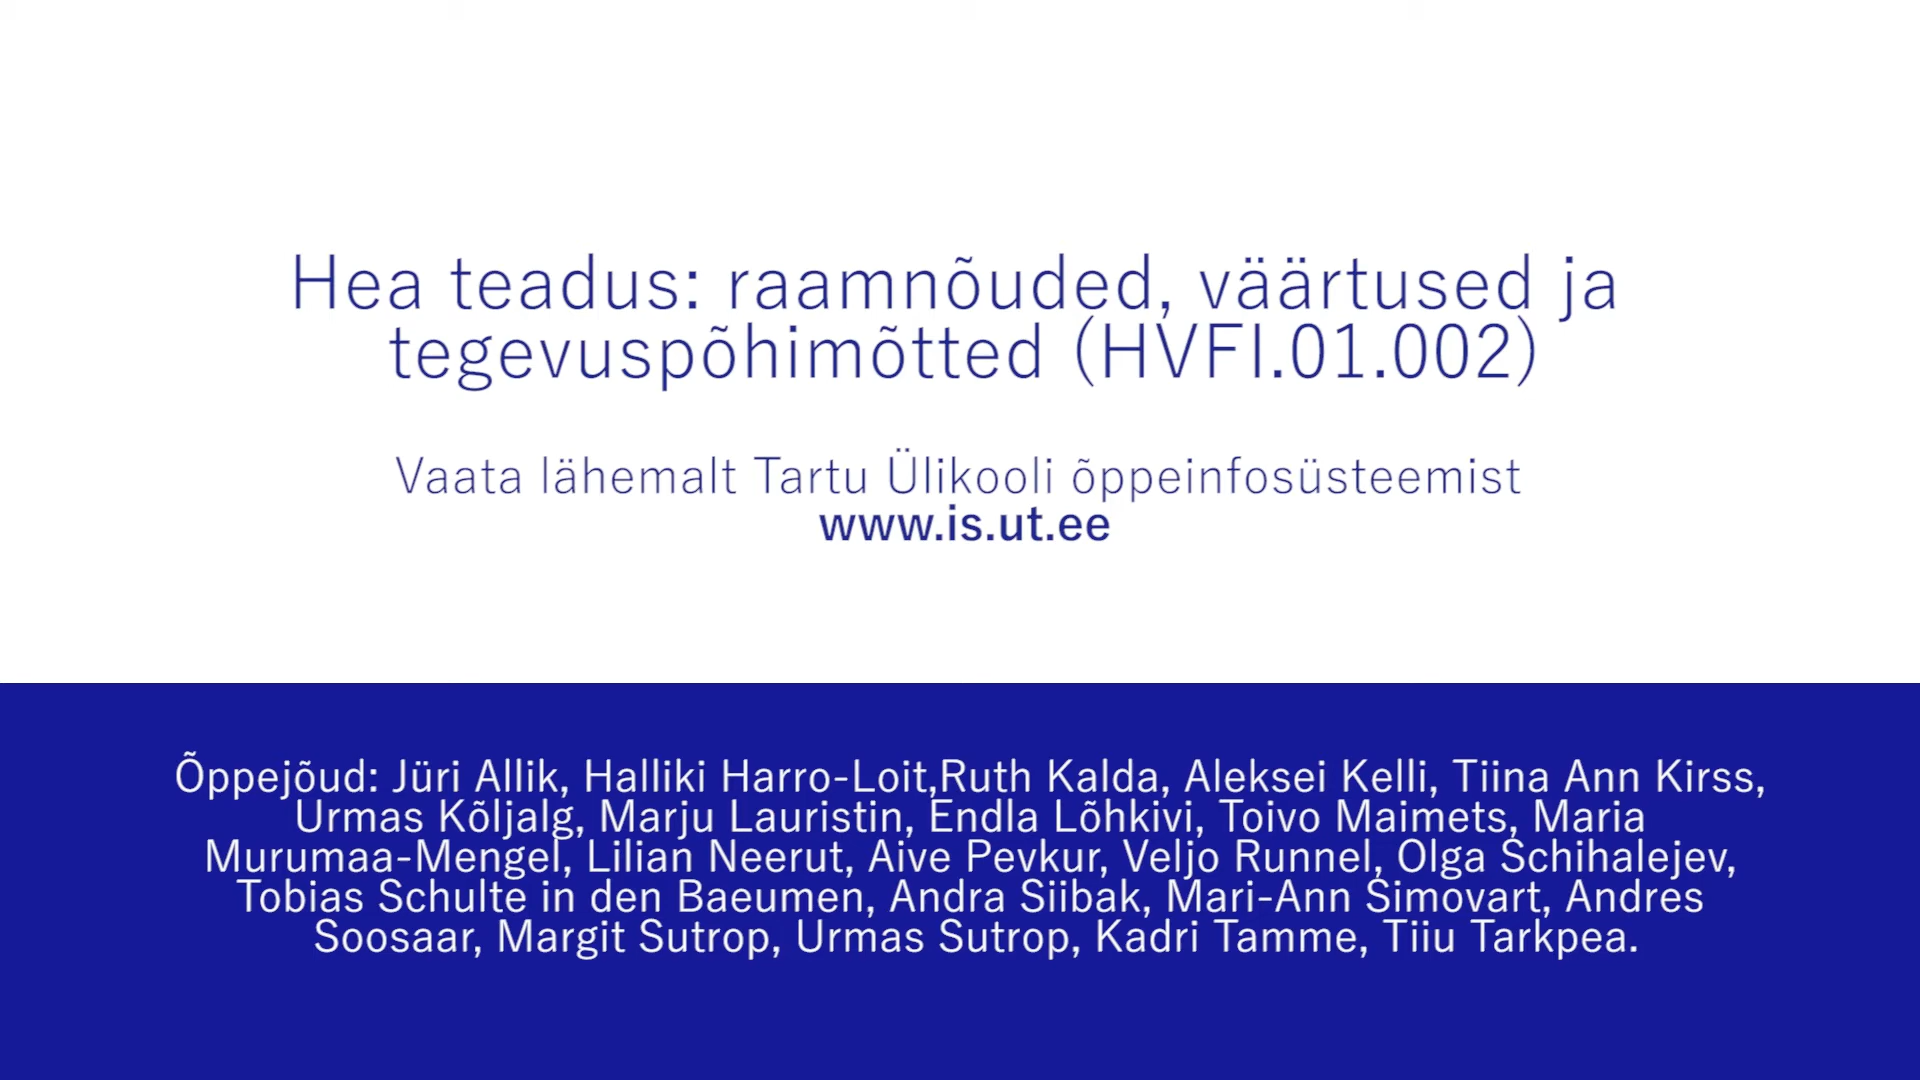 Hea teadus: raamnõuded, väärtused ja
tegevuspõhimõtted (HVFI.01.002)
Vaata lähemalt Tartu Ülikooli õppeinfosüsteemist
www.is.ut.ee
Õppejõud: Jüri Allik, Halliki Harro-Loit,Ruth Kalda, Aleksei Kelli, Tiina Ann Kirss,
Urmas Kõljalg, Marju Lauristin, Endla Lõhkivi, Toivo Maimets, Maria
Murumaa-Mengel, Lilian Neerut, Aive Pevkur, Veljo Runnel, Olga Schihalejev,
Tobias Schulte in den Baeumen, Andra Siibak, Mari-Ann Simovart, Andres
Soosaar, Margit Sutrop, Urmas Sutrop, Kadri Tamme, Tiiu Tarkpea.